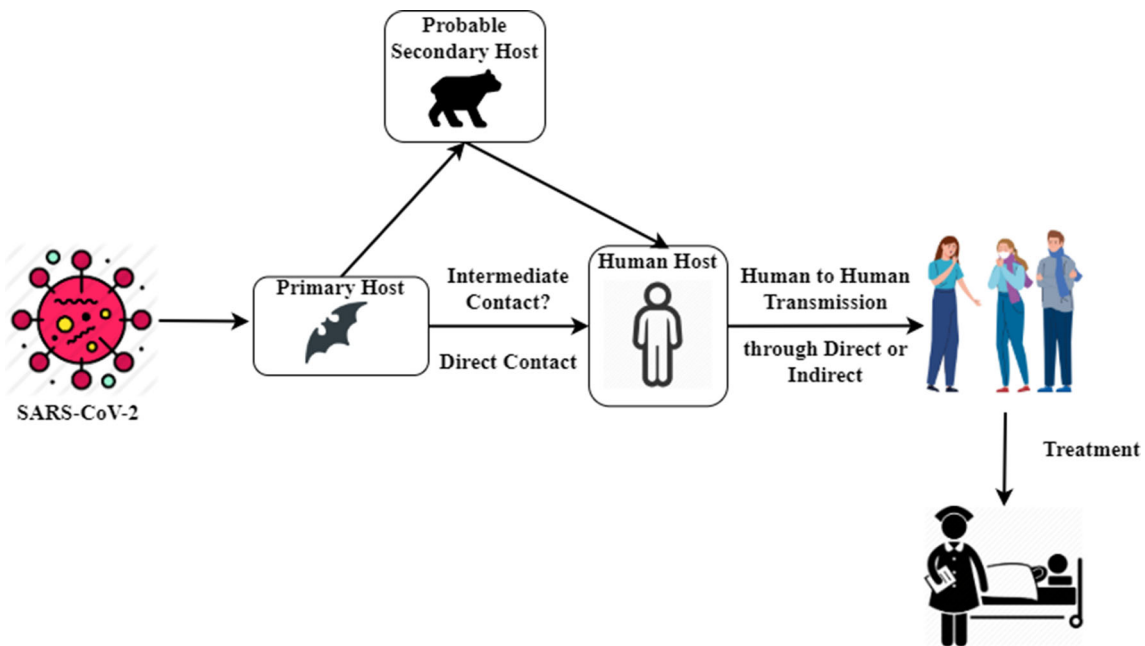 Probable
Secondary Host
SARS-CoV-2
Primary Host
Intermediate
Contact?
Direct Contact
Human Host
Human to Human
Transmission
through Direct or
Indirect
Treatment